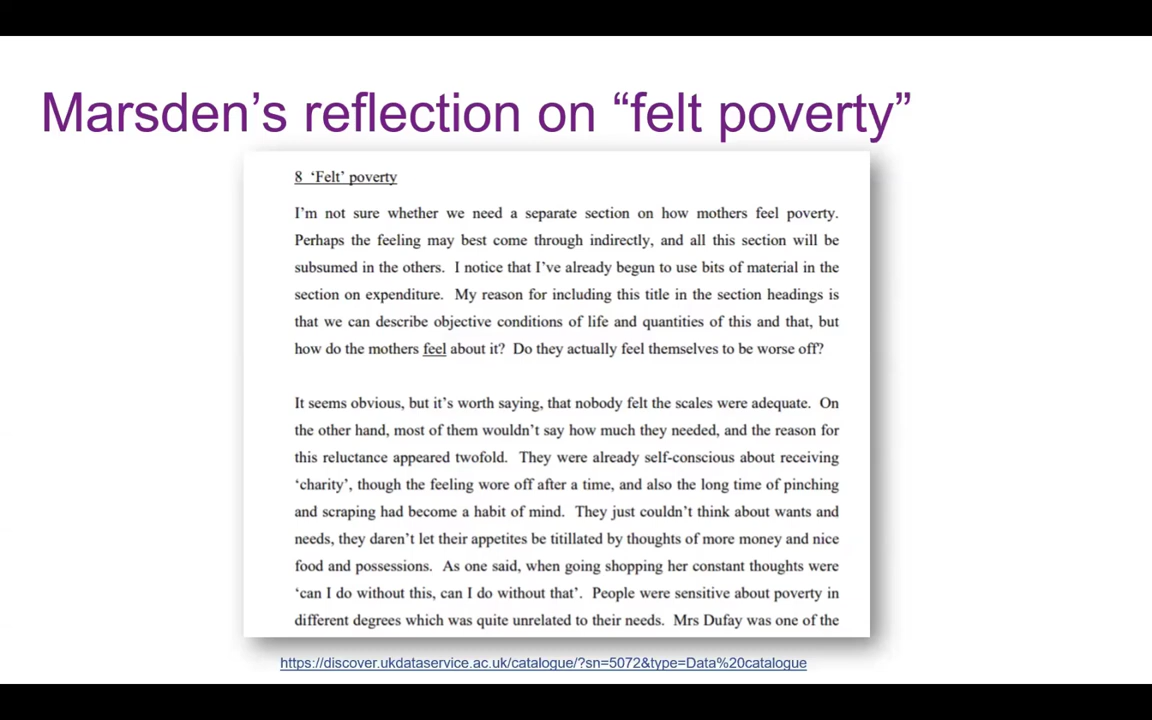 Marsden’s reflection on “felt poverty”
8 ‘Felt’ poverty
I’m not sure whether we need a separate section on how mothers feel poverty.
Perhaps the feeling may best come through indirectly, and all this section will be
subsumed in the others. I notice that I’ve already begun to use bits of material in the
section on expenditure. My reason for including this title in the section headings is
that we can describe objective conditions of life and quantities of this and that, but
how do the mothers feel about it? Do they actually feel themselves to be worse off?
It seems obvious, but it’s worth saying, that nobody felt the scales were adequate. On
the other hand, most of them wouldn’t say how much they needed, and the reason for
this reluctance appeared twofold. They were already self-conscious about receiving
‘charity’, though the feeling wore off after a time, and also the long time of pinching
and scraping had become a habit of mind. They just couldn’t think about wants and
needs, they daren’t let their appetites be titillated by thoughts of more money and nice
food and possessions. As one said, when going shopping her constant thoughts were
‘can I do without this, can I do without that’. People were sensitive about poverty in
different degrees which was quite unrelated to their needs. Mrs Dufay was one of the
https://discover.ukdataservice.ac.uk/catalogue/?sn=5072&type=Data%20catalogue